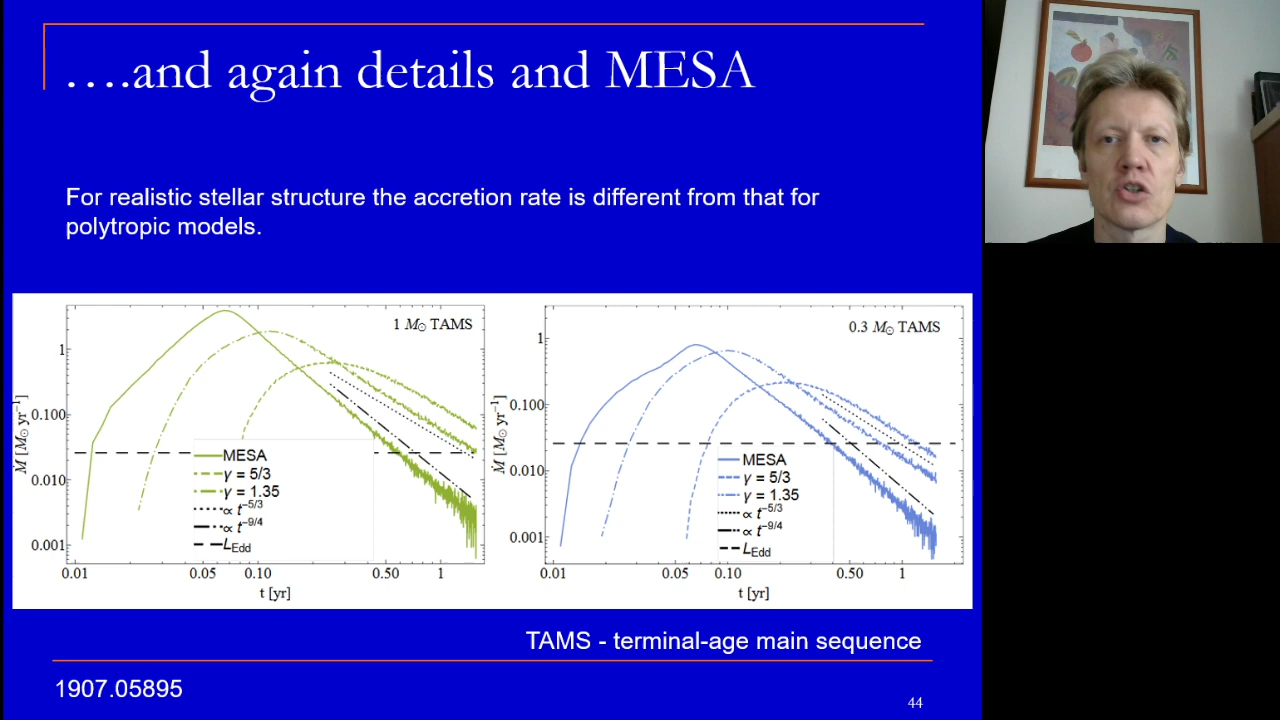 ….and again details and MESA
For realistic stellar structure the accretion rate is different from that for
polytropic models.
1 M☉ TAMS
1
0.100
0.010
0.001
Ṁ [M☉ yr⁻¹]
MESA
γ = 5/3
γ = 1.35
∝ t⁻⁵/³
∝ t⁻⁹/⁴
L_Edd
0.01 0.05 0.10 0.50 1
t [yr]
0.3 M☉ TAMS
1
0.100
0.010
0.001
Ṁ [M☉ yr⁻¹]
MESA
γ = 5/3
γ = 1.35
∝ t⁻⁵/³
∝ t⁻⁹/⁴
L_Edd
0.01 0.05 0.10 0.50 1
t [yr]
TAMS - terminal-age main sequence
1907.05895
44